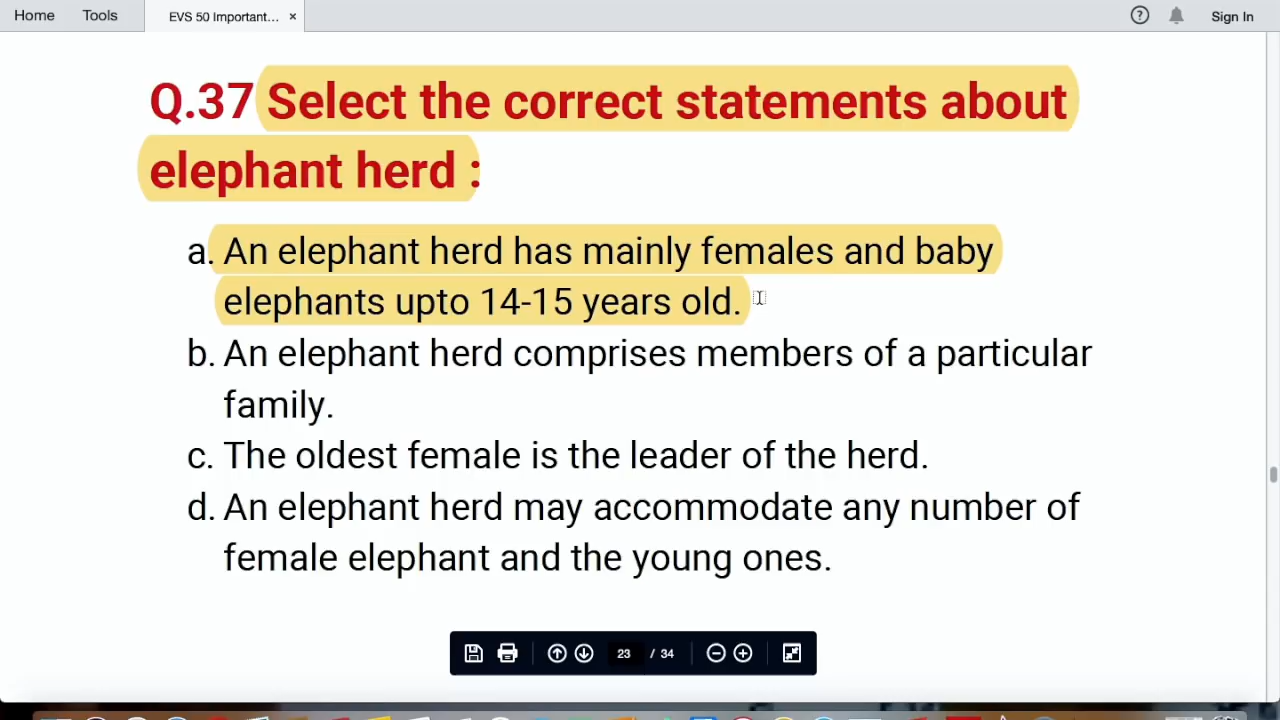 Home Tools EVS 50 Important... × Sign In
Q.37 Select the correct statements about
elephant herd :
a. An elephant herd has mainly females and baby
elephants upto 14-15 years old.
b. An elephant herd comprises members of a particular
family.
c. The oldest female is the leader of the herd.
d. An elephant herd may accommodate any number of
female elephant and the young ones.
23 / 34